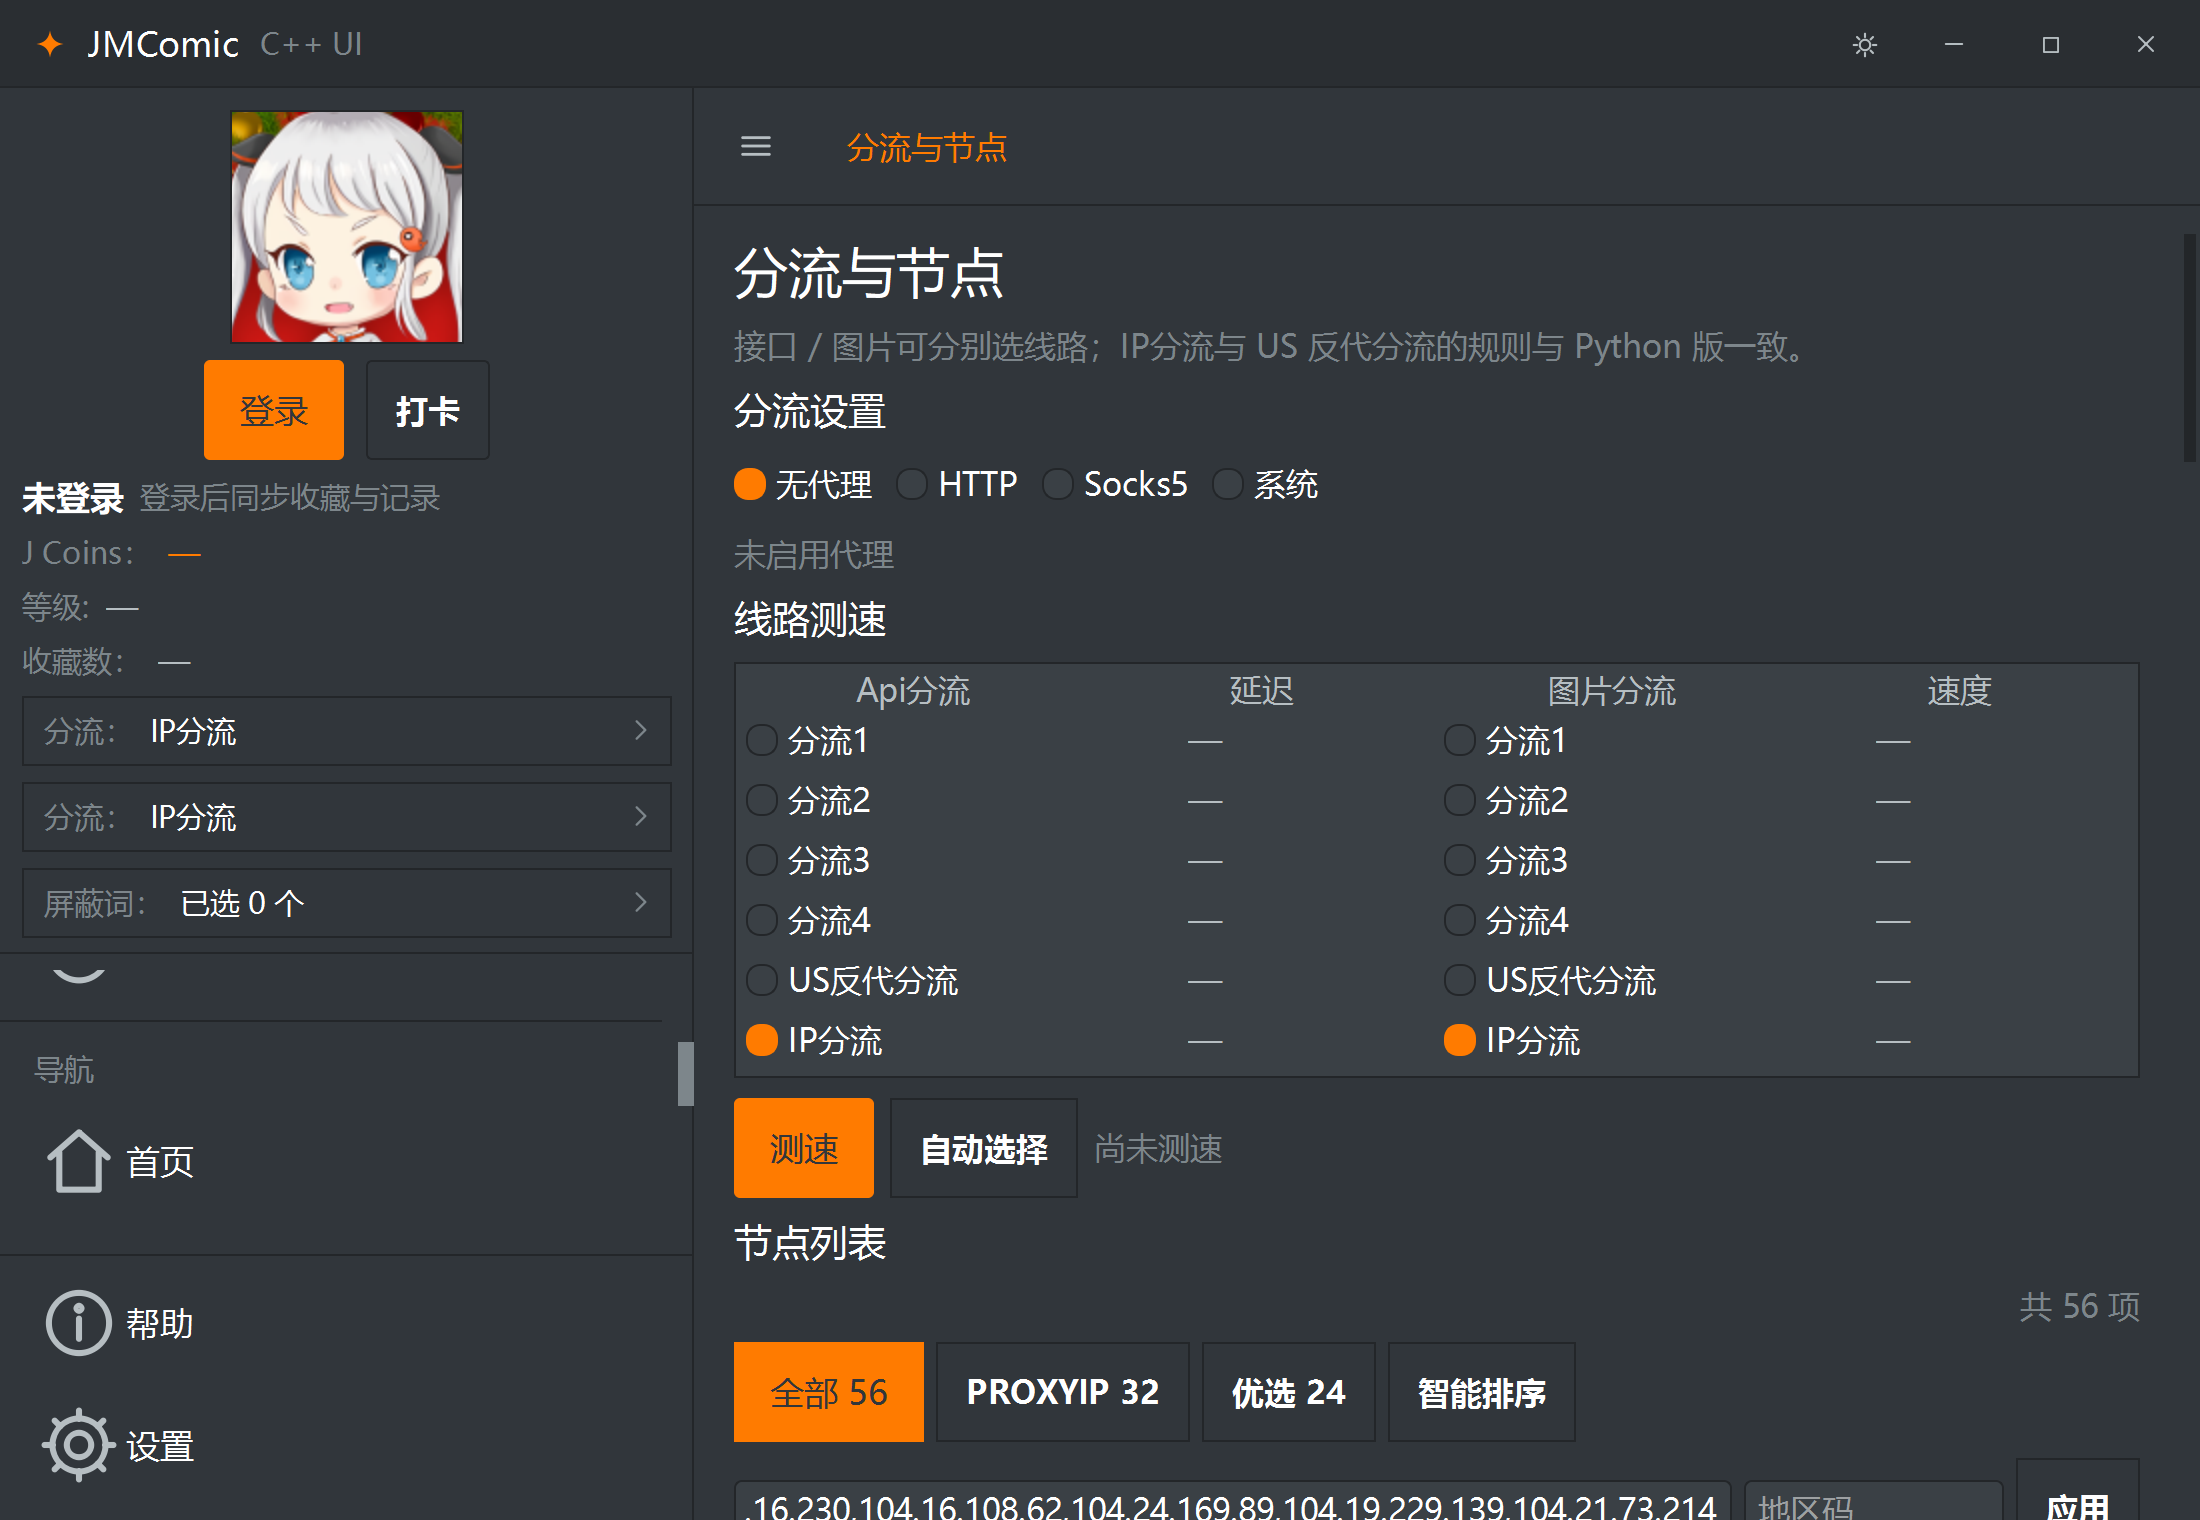 JMComic C++ UI
登录
打卡
未登录 登录后同步收藏与记录
J Coins: —
等级: —
收藏数: —
分流: IP分流
分流: IP分流
屏蔽词: 已选 0 个
导航
首页
帮助
设置
分流与节点
分流与节点
接口 / 图片可分别选线路；IP分流与 US 反代分流的规则与 Python 版一致。
分流设置
无代理 HTTP Socks5 系统
未启用代理
线路测速
Api分流 延迟 图片分流 速度
分流1 — 分流1 —
分流2 — 分流2 —
分流3 — 分流3 —
分流4 — 分流4 —
US反代分流 — US反代分流 —
IP分流 — IP分流 —
测速 自动选择 尚未测速
节点列表
共 56 项
全部 56 PROXYIP 32 优选 24 智能排序
.16.230,104.16.108.62,104.24.169.89,104.19.229.139,104.21.73.214 地区码 应用